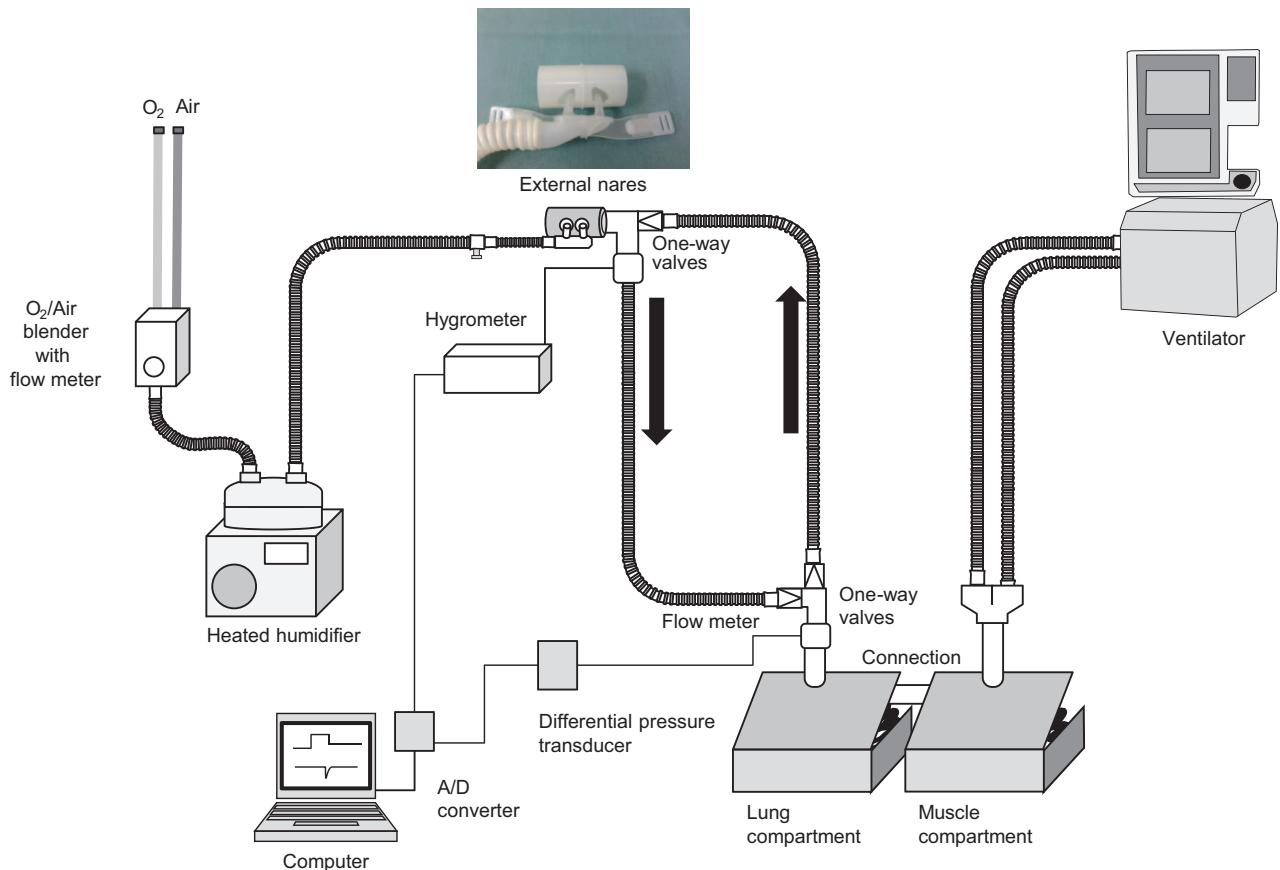 O2 Air
External nares
One-way
valves
O2/Air
blender
with
flow meter
Hygrometer
Ventilator
Heated humidifier
Flow meter
One-way
valves
Connection
Differential pressure
transducer
A/D
converter
Computer
Lung
compartment
Muscle
compartment